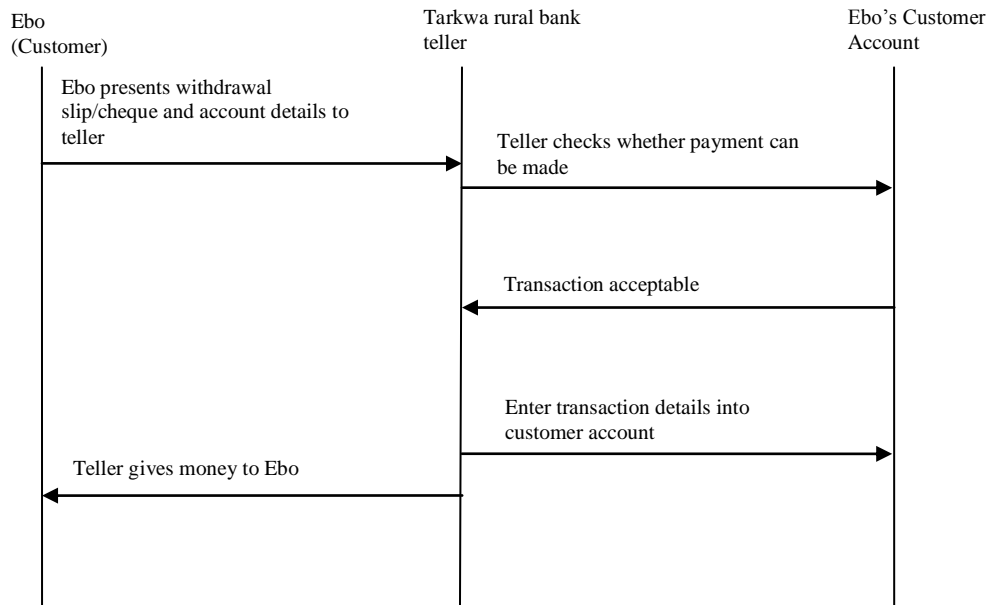 Ebo
(Customer)
Tarkwa rural bank
teller
Ebo’s Customer
Account
Ebo presents withdrawal
slip/cheque and account details to
teller
Teller checks whether payment can
be made
Transaction acceptable
Enter transaction details into
customer account
Teller gives money to Ebo